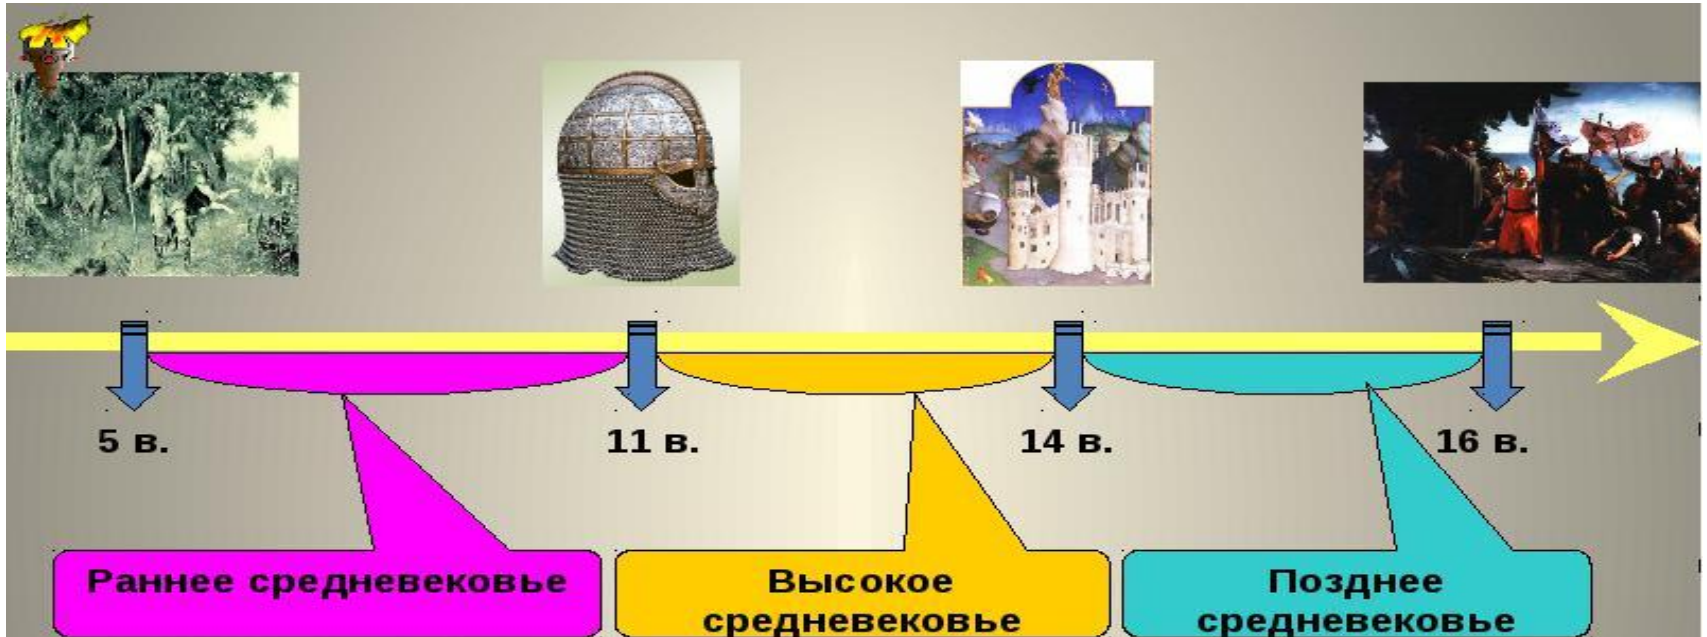 5 в.
11 в.
14 в.
16 в.
Раннее средневековье
Высокое
средневековье
Позднее
средневековье